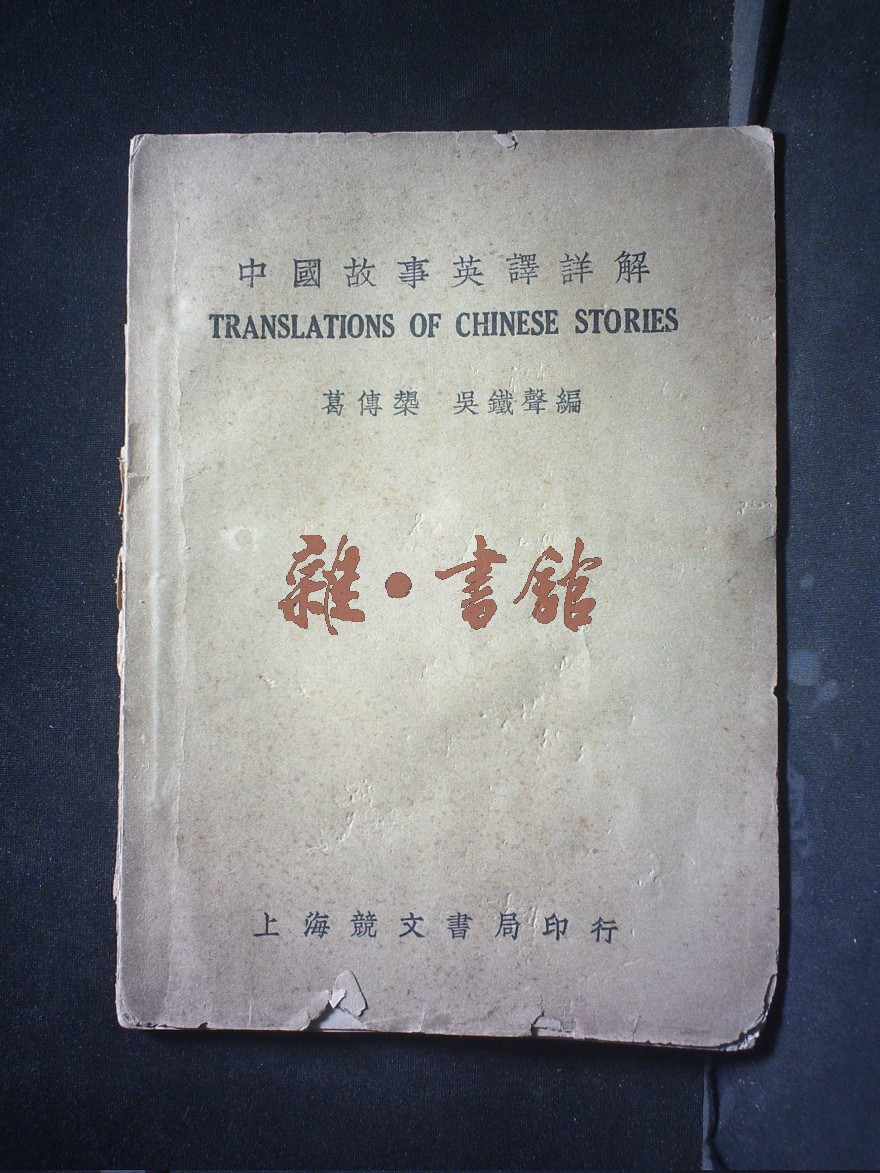 中國故事英譯詳解
TRANSLATIONS OF CHINESE STORIES
葛傳槼 吳鐵聲編
雜·書館
上海競文書局印行